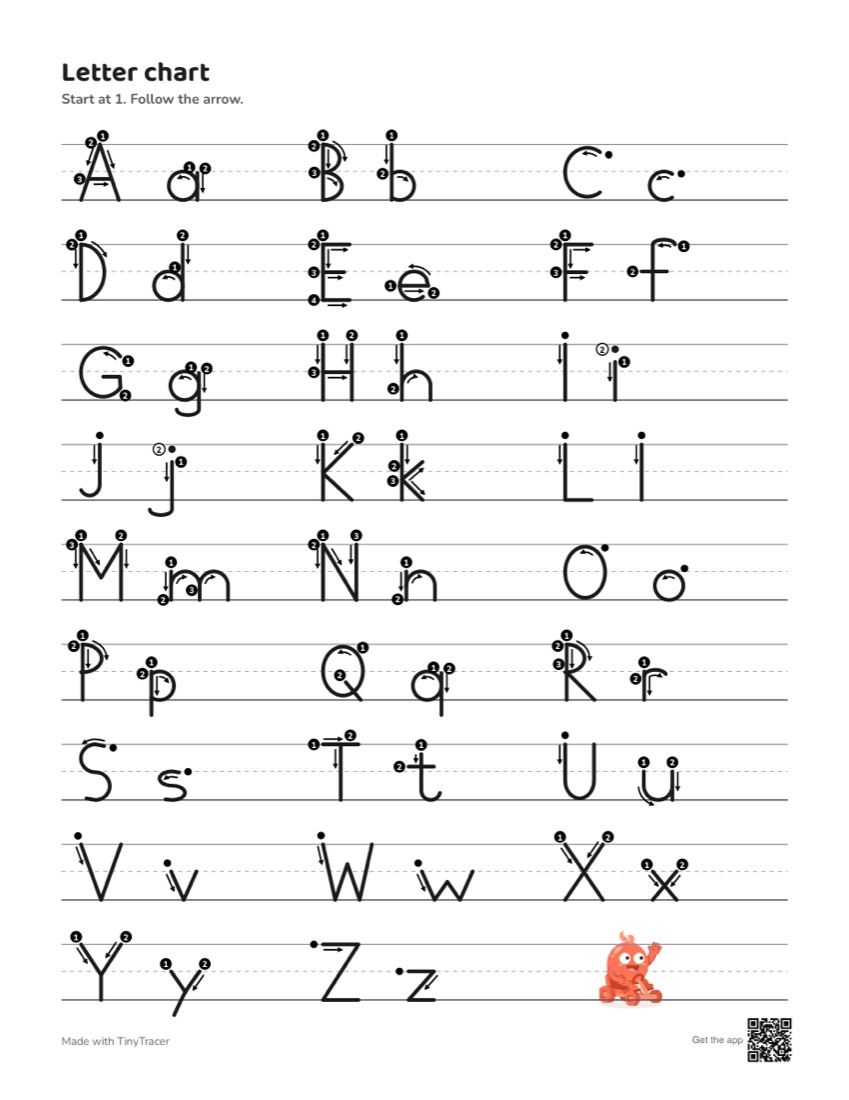 Letter chart
Start at 1. Follow the arrow.
A a B b C c
D d E e F f
G g H h I i
J j K k L l
M m N n O o
P p Q q R r
S s T t U u
V v W w X x
Y y Z z
Made with TinyTracer
Get the app